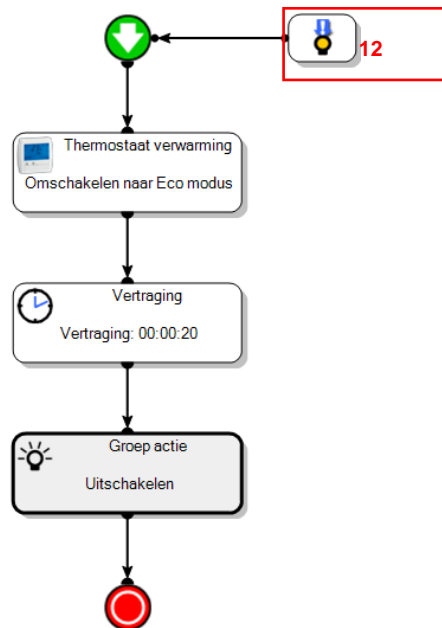 12
Thermostaat verwarming
Omschakelen naar Eco modus
Vertraging
Vertraging: 00:00:20
Groep actie
Uitschakelen